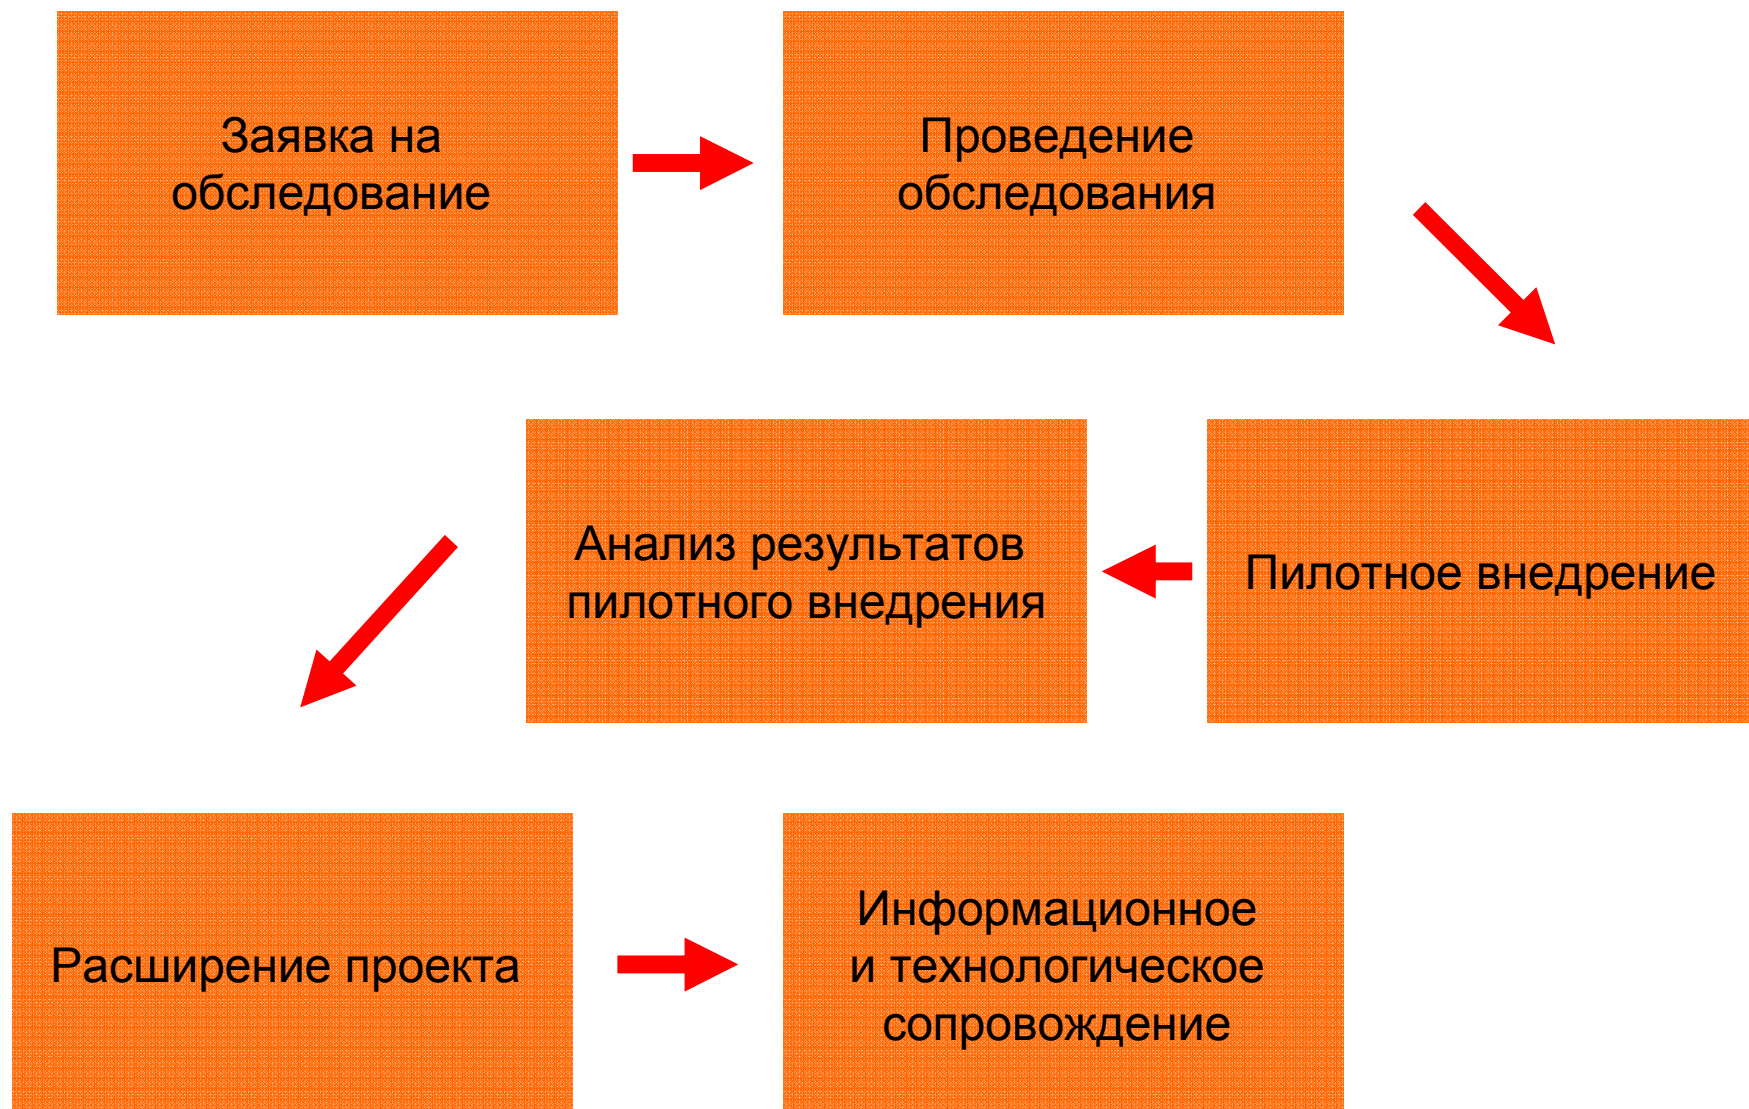 Заявка на
обследование
Проведение
обследования
Пилотное внедрение
Анализ результатов
пилотного внедрения
Расширение проекта
Информационное
и технологическое
сопровождение